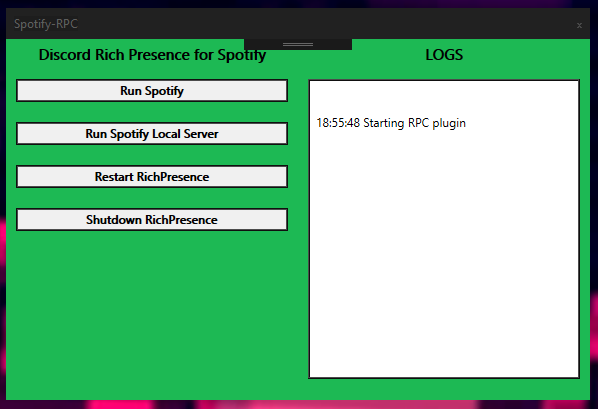 Spotify-RPC
x
Discord Rich Presence for Spotify
LOGS
Run Spotify
Run Spotify Local Server
Restart RichPresence
Shutdown RichPresence
18:55:48 Starting RPC plugin